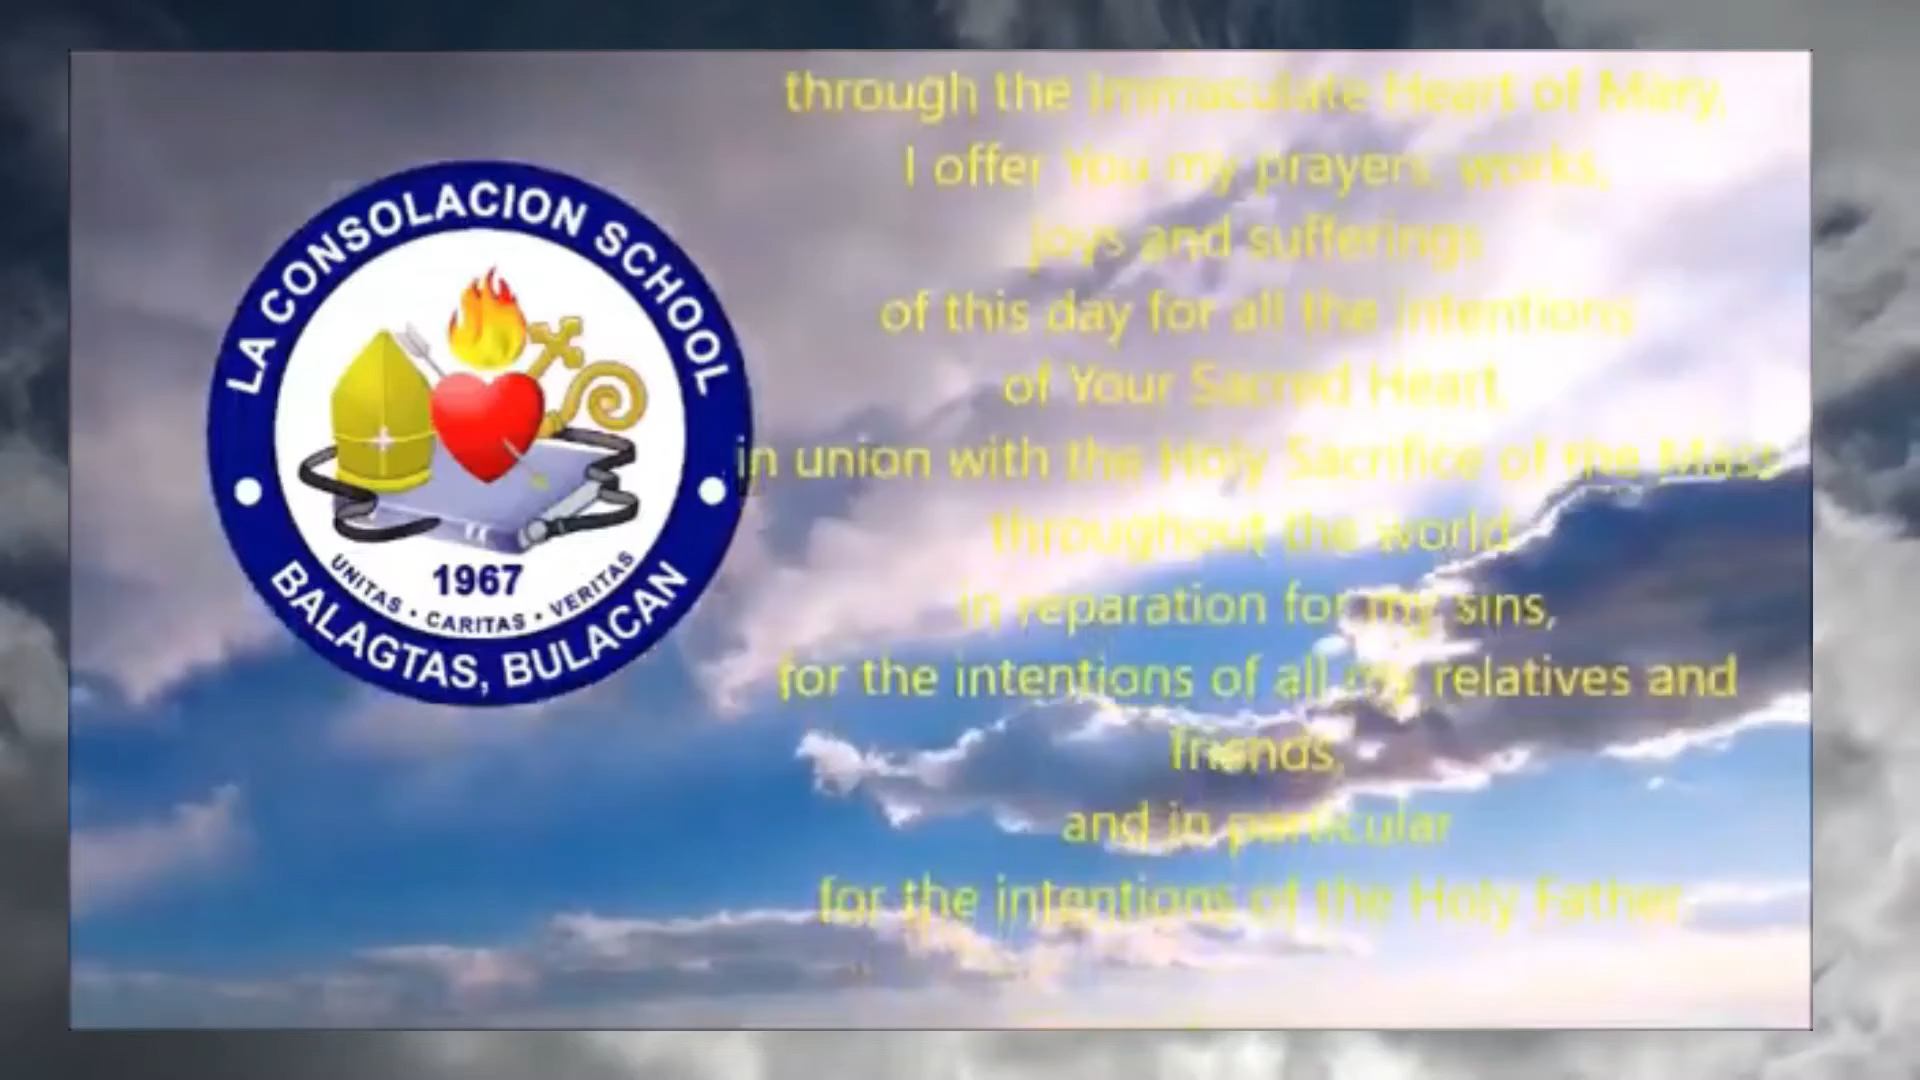 LA CONSOLACION SCHOOL
1967
UNITAS • CARITAS • VERITAS
BALAGTAS, BULACAN
through the Immaculate Heart of Mary,
I offer You my prayers, works,
joys and sufferings
of this day for all the intentions
of Your Sacred Heart,
in union with the Holy Sacrifice of the Mass
throughout the world,
in reparation for my sins,
for the intentions of all my relatives and
friends,
and in particular
for the intentions of the Holy Father.